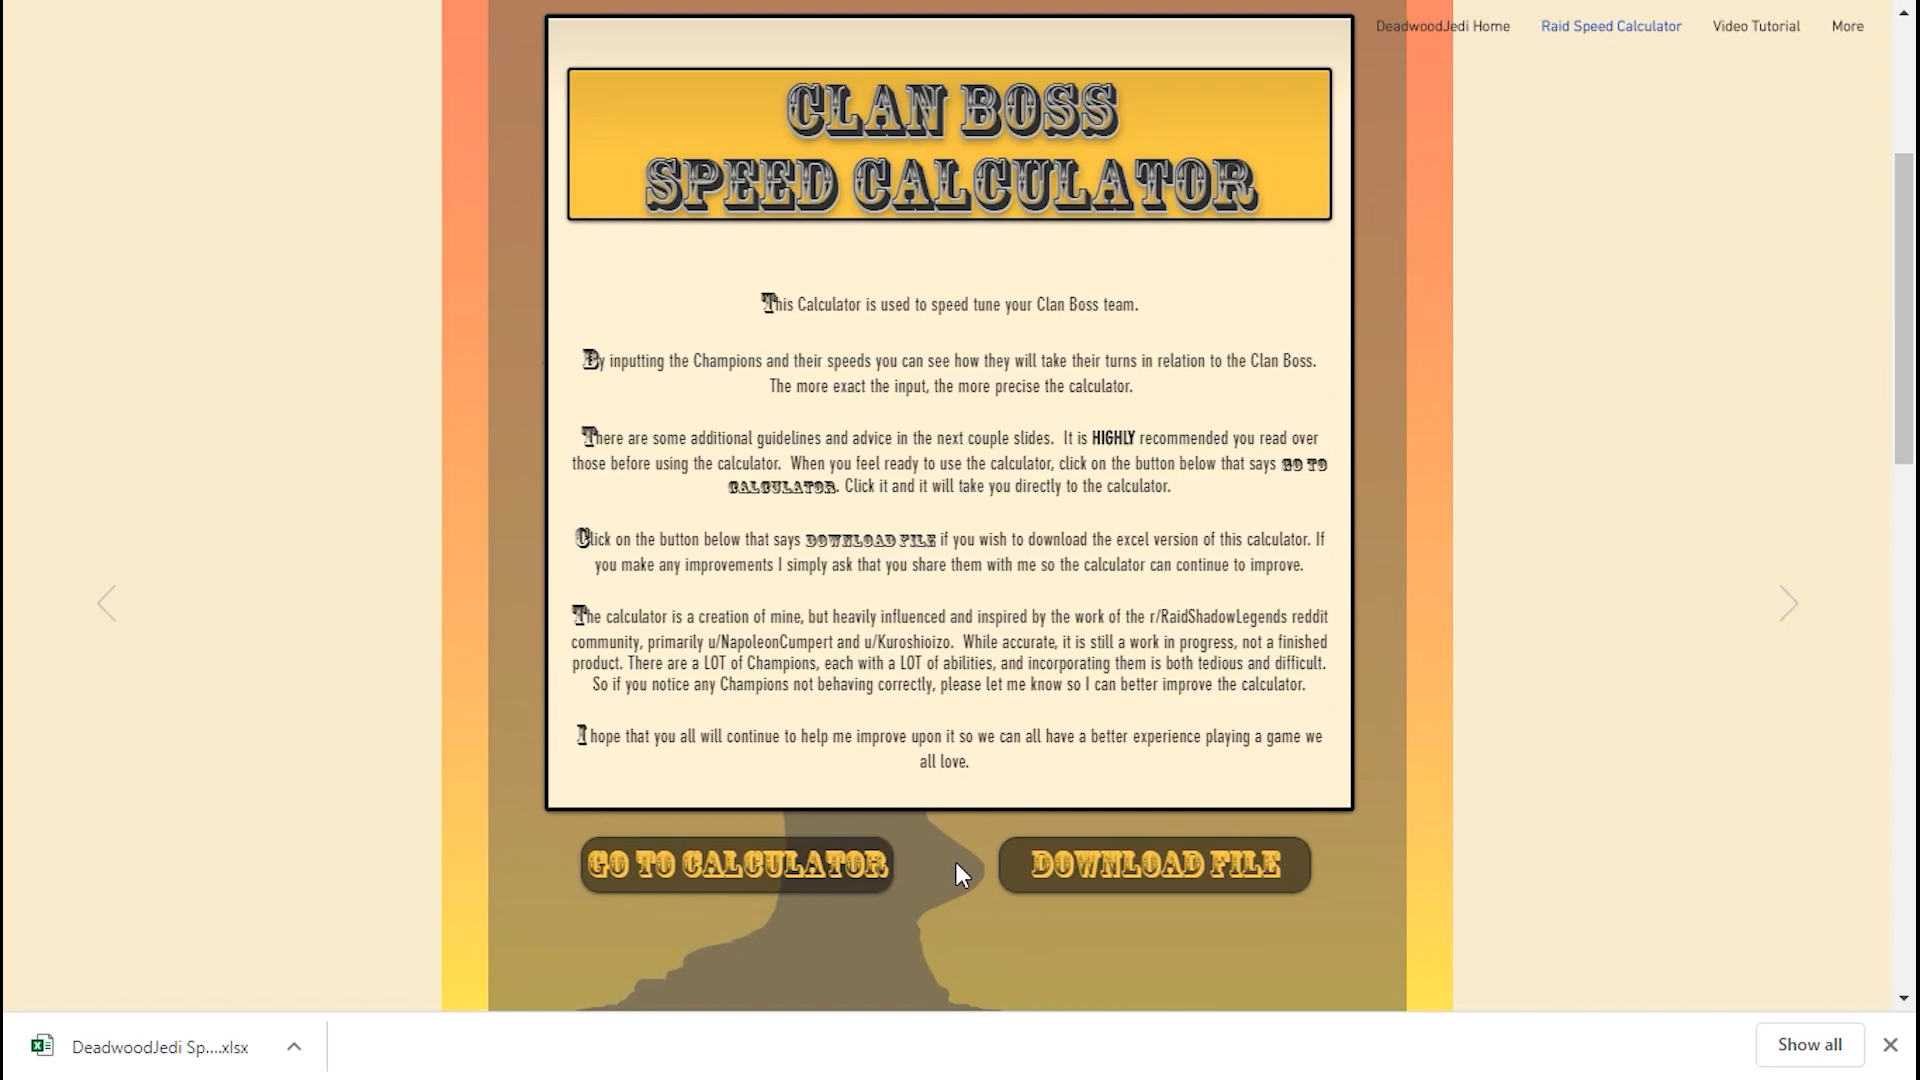 DeadwoodJedi Home Raid Speed Calculator Video Tutorial More
CLAN BOSS
SPEED CALCULATOR
This Calculator is used to speed tune your Clan Boss team.
By inputting the Champions and their speeds you can see how they will take their turns in relation to the Clan Boss.
The more exact the input, the more precise the calculator.
There are some additional guidelines and advice in the next couple slides. It is HIGHLY recommended you read over
those before using the calculator. When you feel ready to use the calculator, click on the button below that says GO TO
CALCULATOR. Click it and it will take you directly to the calculator.
Click on the button below that says DOWNLOAD FILE if you wish to download the excel version of this calculator. If
you make any improvements I simply ask that you share them with me so the calculator can continue to improve.
The calculator is a creation of mine, but heavily influenced and inspired by the work of the r/RaidShadowLegends reddit
community, primarily u/NapoleonCumpert and u/Kuroshioizo. While accurate, it is still a work in progress, not a finished
product. There are a LOT of Champions, each with a LOT of abilities, and incorporating them is both tedious and difficult.
So if you notice any Champions not behaving correctly, please let me know so I can better improve the calculator.
I hope that you all will continue to help me improve upon it so we can all have a better experience playing a game we
all love.
GO TO CALCULATOR DOWNLOAD FILE
DeadwoodJedi Sp....xlsx Show all